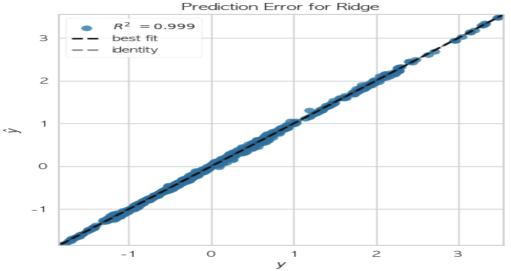 Prediction Error for Ridge
R² = 0.999
best fit
identity
ŷ
3
2
1
0
-1
-1 0 1 2 3
y